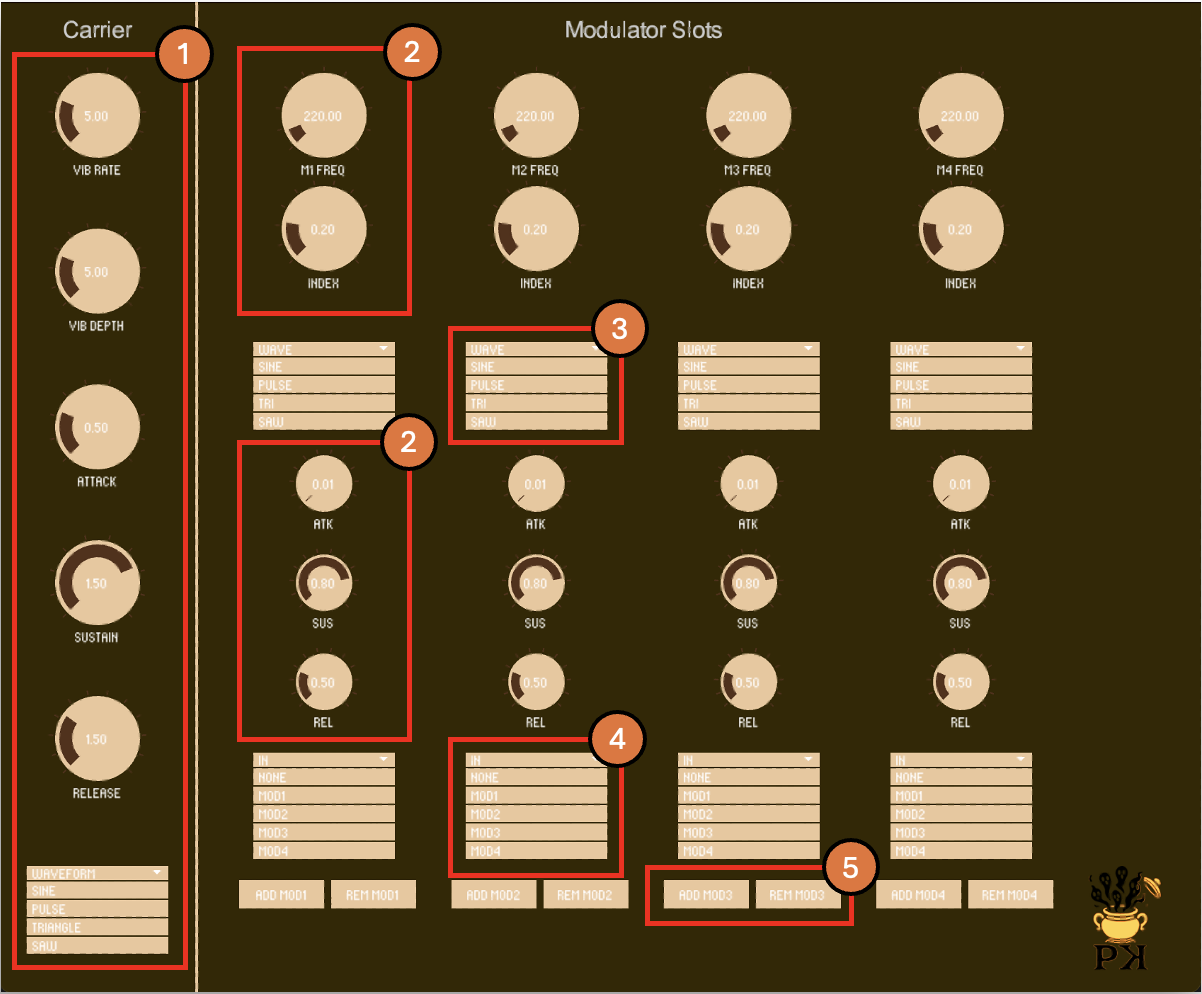 Carrier
Modulator Slots
1
2
5.00
VIB RATE
220.00
M1 FREQ
220.00
M2 FREQ
220.00
M3 FREQ
220.00
M4 FREQ
0.20
INDEX
0.20
INDEX
0.20
INDEX
0.20
INDEX
5.00
VIB DEPTH
3
WAVE
SINE
PULSE
TRI
SAW
WAVE
SINE
PULSE
TRI
SAW
WAVE
SINE
PULSE
TRI
SAW
WAVE
SINE
PULSE
TRI
SAW
0.50
ATTACK
2
0.01
ATK
0.01
ATK
0.01
ATK
0.01
ATK
1.50
SUSTAIN
0.80
SUS
0.80
SUS
0.80
SUS
0.80
SUS
0.50
REL
0.50
REL
0.50
REL
0.50
REL
1.50
RELEASE
4
IN
NONE
MOD1
MOD2
MOD3
MOD4
IN
NONE
MOD1
MOD2
MOD3
MOD4
IN
NONE
MOD1
MOD2
MOD3
MOD4
IN
NONE
MOD1
MOD2
MOD3
MOD4
5
WAVEFORM
SINE
PULSE
TRIANGLE
SAW
ADD MOD1
REM MOD1
ADD MOD2
REM MOD2
ADD MOD3
REM MOD3
ADD MOD4
REM MOD4
PK